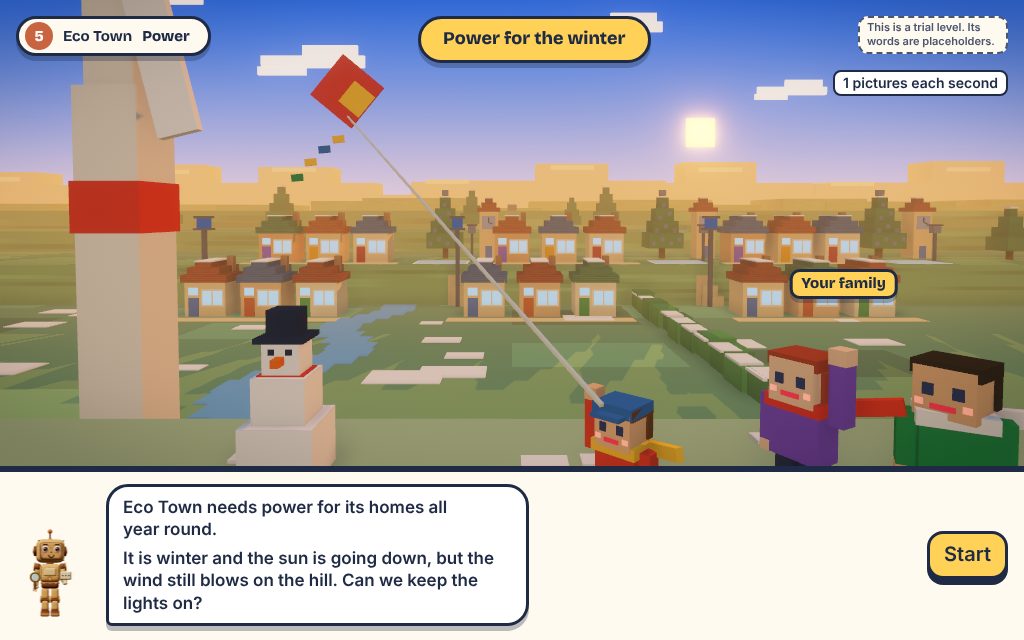 5 Eco Town Power
Power for the winter
This is a trial level. Its
words are placeholders.
1 pictures each second
Your family
Eco Town needs power for its homes all
year round.
It is winter and the sun is going down, but the
wind still blows on the hill. Can we keep the
lights on?
Start